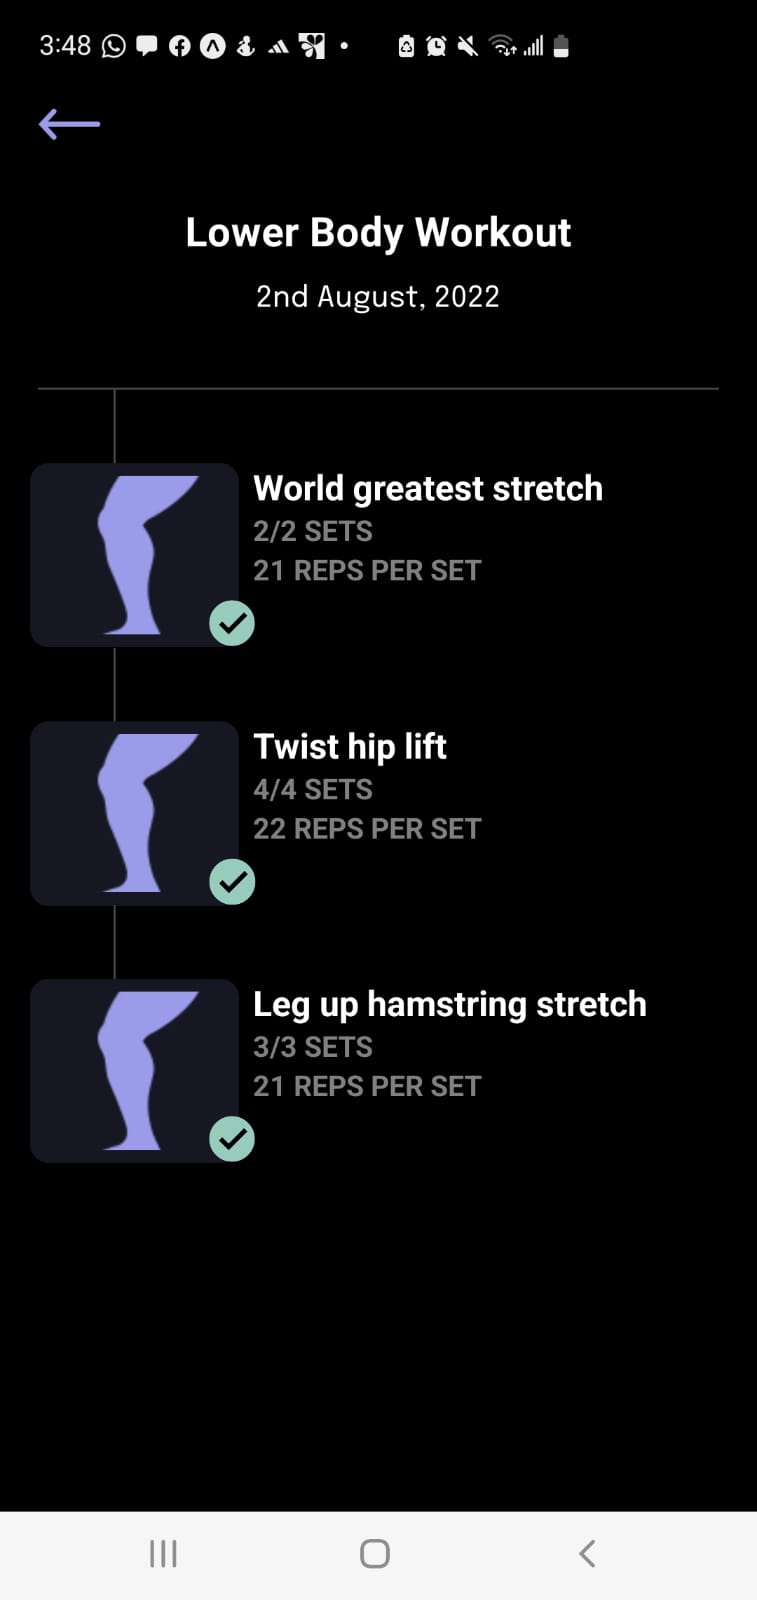 3:48
Lower Body Workout
2nd August, 2022
World greatest stretch
2/2 SETS
21 REPS PER SET
Twist hip lift
4/4 SETS
22 REPS PER SET
Leg up hamstring stretch
3/3 SETS
21 REPS PER SET